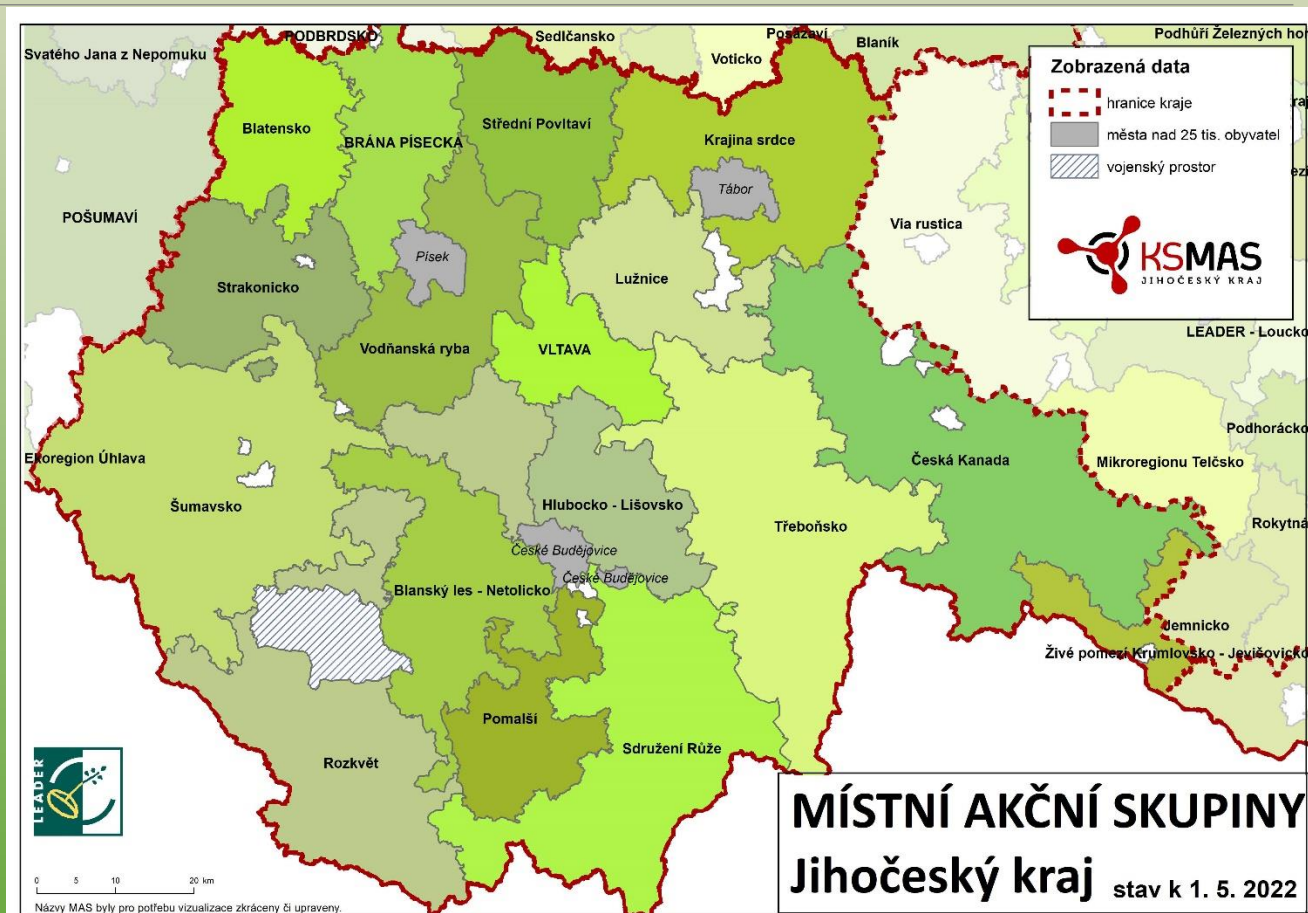 Svatého Jana z Nepomuku
PODBRDSKO
Sedlčansko
Voticko
Posázaví
Blaník
Podhůří Železných hor
Zobrazená data
hranice kraje
města nad 25 tis. obyvatel
vojenský prostor
KSMAS
JIHOČESKÝ KRAJ
Blatensko
BRÁNA PÍSECKÁ
Střední Povltaví
Krajina srdce
Tábor
POŠUMAVÍ
Via rustica
Písek
Lužnice
Strakonicko
LEADER - Loucko
Vodňanská ryba
VLTAVA
Podhorácko
Ekoregion Úhlava
Česká Kanada
Mikroregionu Telčsko
Šumavsko
Hlubocko - Lišovsko
Třeboňsko
Rokytná
České Budějovice
České Budějovice
Blanský les - Netolicko
Jemnicko
Živé pomezí Krumlovsko - Jevišovicko
Pomalší
Sdružení Růže
Rozkvět
LEADER
MÍSTNÍ AKČNÍ SKUPINY
Jihočeský kraj stav k 1. 5. 2022
0 5 10 20 km
Názvy MAS byly pro potřebu vizualizace zkráceny či upraveny.